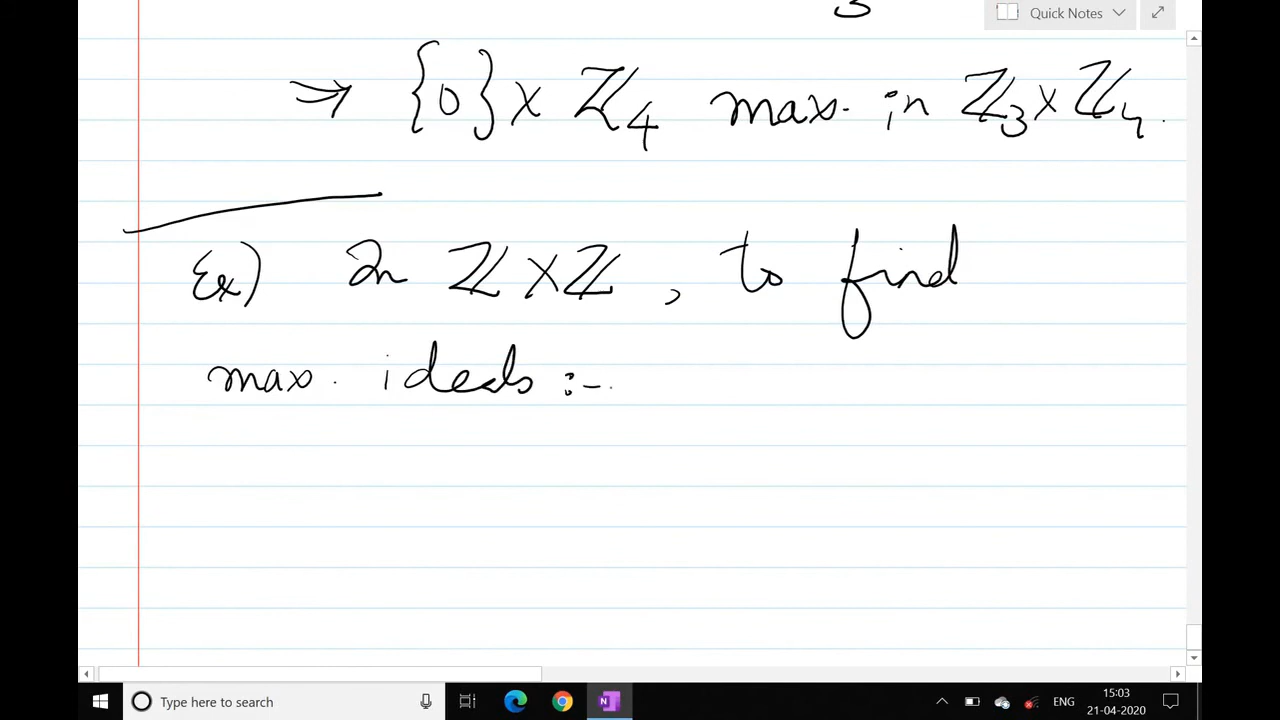 3
Quick Notes
⇒ {0} × ℤ₄ max. in ℤ₃ × ℤ₄.
Ex) In ℤ × ℤ, to find
max. ideals :-
Type here to search
ENG
15:03
21-04-2020